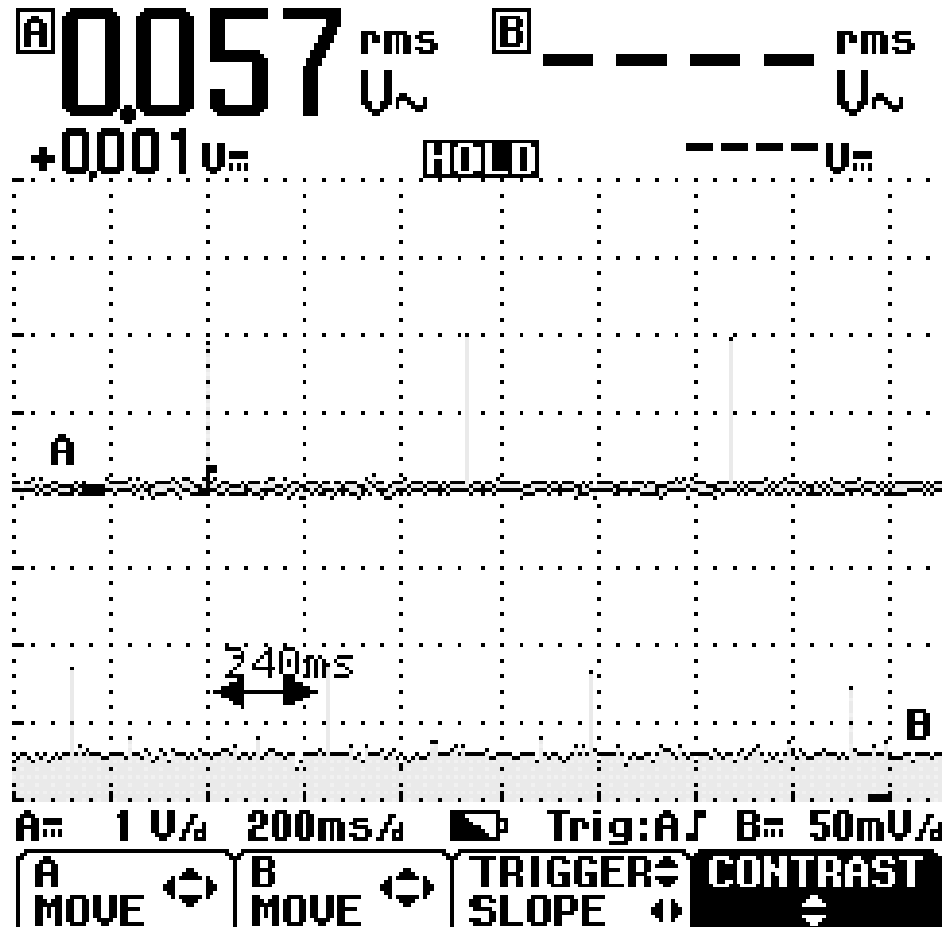 A 0.057 rms V~ B ---- rms V~
+0.001 V⎓ HOLD ---- V⎓
A
240ms
B
A⎓ 1 V/d 200ms/d Trig:A⎍ B⎓ 50mV/d
A MOVE B MOVE TRIGGER SLOPE CONTRAST